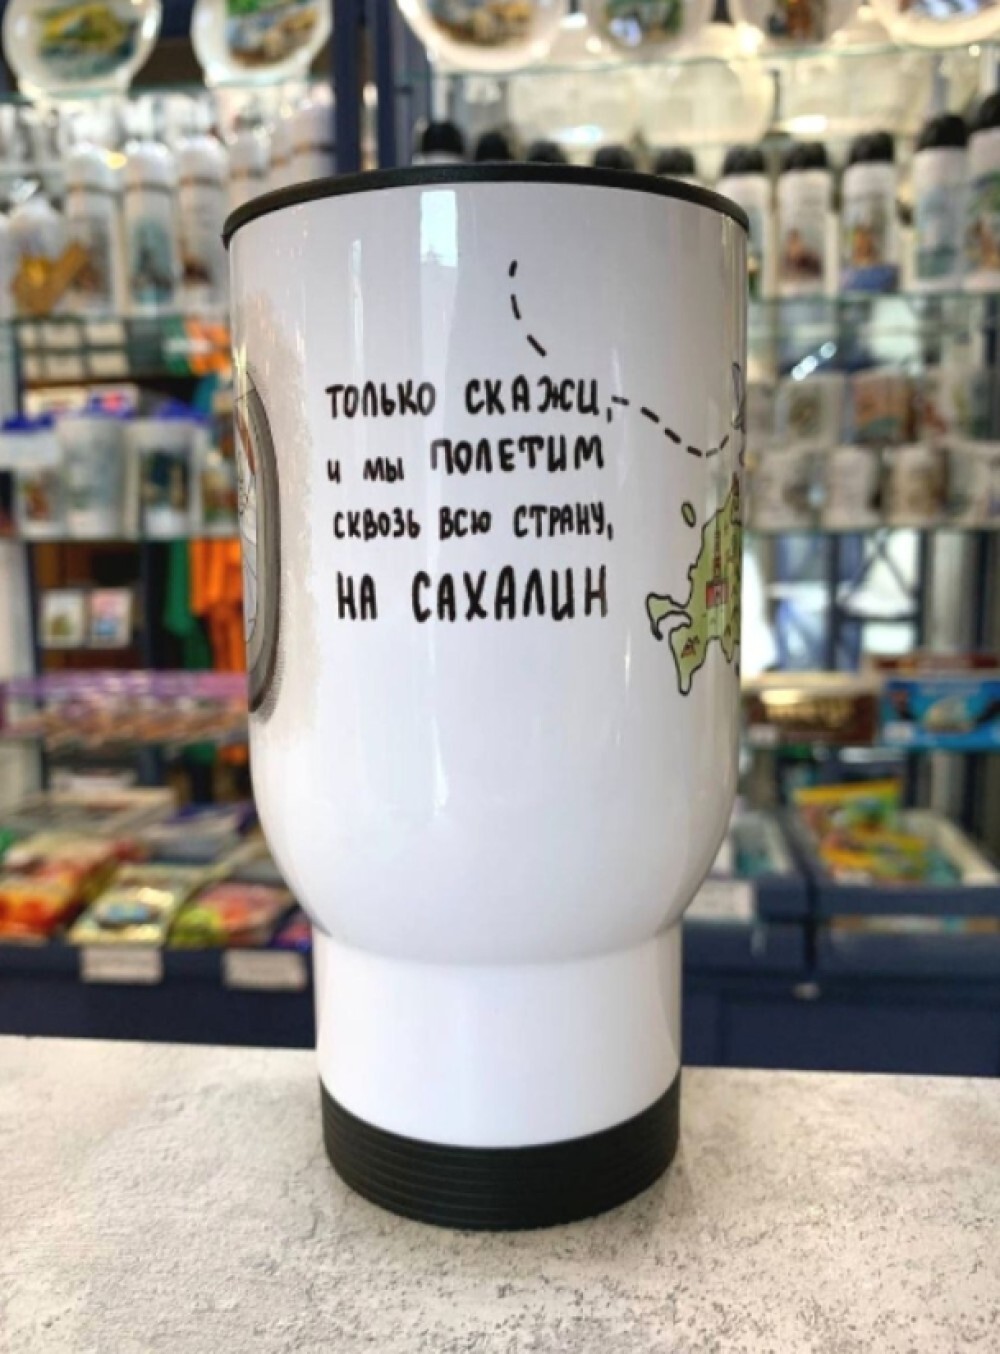 ТОЛЬКО СКАЖИ,
И МЫ ПОЛЕТИМ
СКВОЗЬ ВСЮ СТРАНУ,
НА САХАЛИН